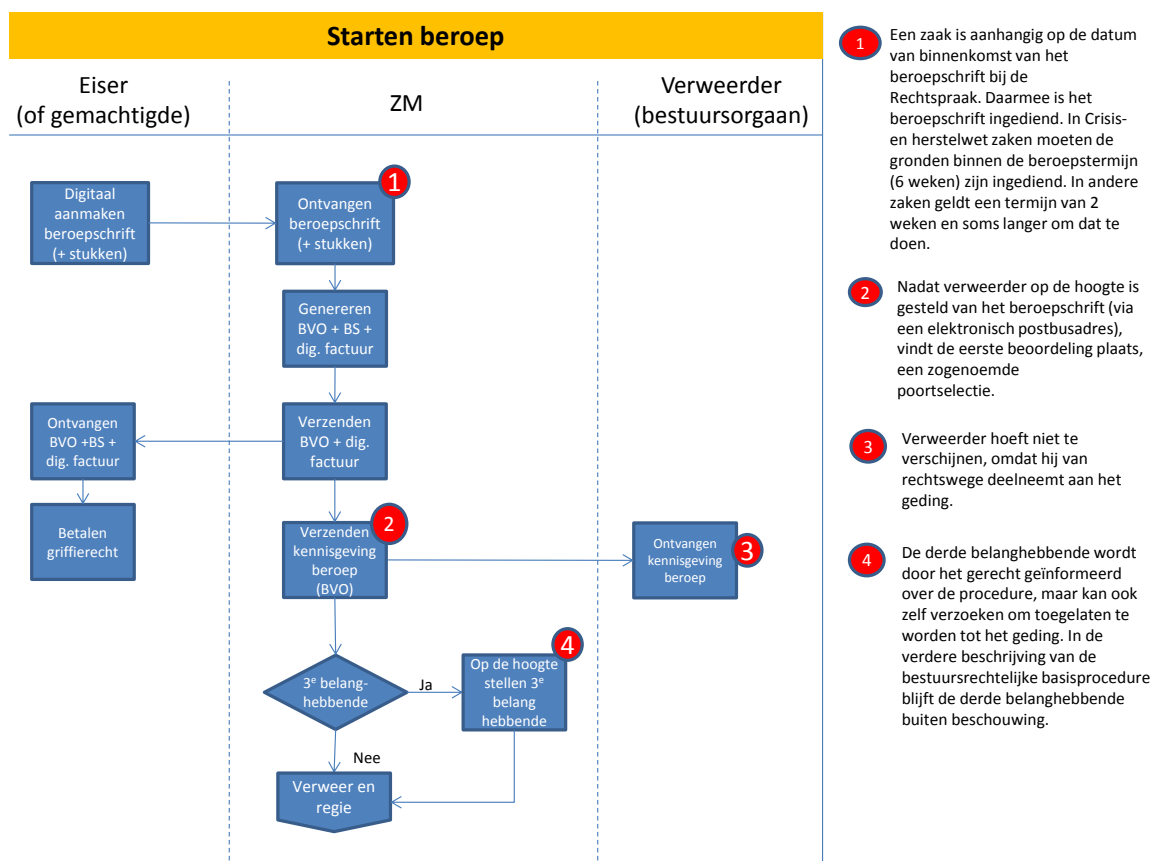 Starten beroep
Eiser
(of gemachtigde)
ZM
Verweerder
(bestuursorgaan)
Digitaal
aanmaken
beroepschrift
(+ stukken)
1
Ontvangen
beroepschrift
(+ stukken)
Genereren
BVO + BS +
dig. factuur
Ontvangen
BVO +BS +
dig. factuur
Verzenden
BVO + dig.
factuur
Betalen
griffierecht
2
Verzenden
kennisgeving
beroep
(BVO)
3
Ontvangen
kennisgeving
beroep
3e belang-
hebbende
Ja
4
Op de hoogte
stellen 3e
belang
hebbende
Nee
Verweer en
regie
1
Een zaak is aanhangig op de datum
van binnenkomst van het
beroepschrift bij de
Rechtspraak. Daarmee is het
beroepschrift ingediend. In Crisis-
en herstelwet zaken moeten de
gronden binnen de beroepstermijn
(6 weken) zijn ingediend. In andere
zaken geldt een termijn van 2
weken en soms langer om dat te
doen.
2
Nadat verweerder op de hoogte is
gesteld van het beroepschrift (via
een elektronisch postbusadres),
vindt de eerste beoordeling plaats,
een zogenoemde
poortselectie.
3
Verweerder hoeft niet te
verschijnen, omdat hij van
rechtswege deelneemt aan het
geding.
4
De derde belanghebbende wordt
door het gerecht geïnformeerd
over de procedure, maar kan ook
zelf verzoeken om toegelaten te
worden tot het geding. In de
verdere beschrijving van de
bestuursrechtelijke basisprocedure
blijft de derde belanghebbende
buiten beschouwing.